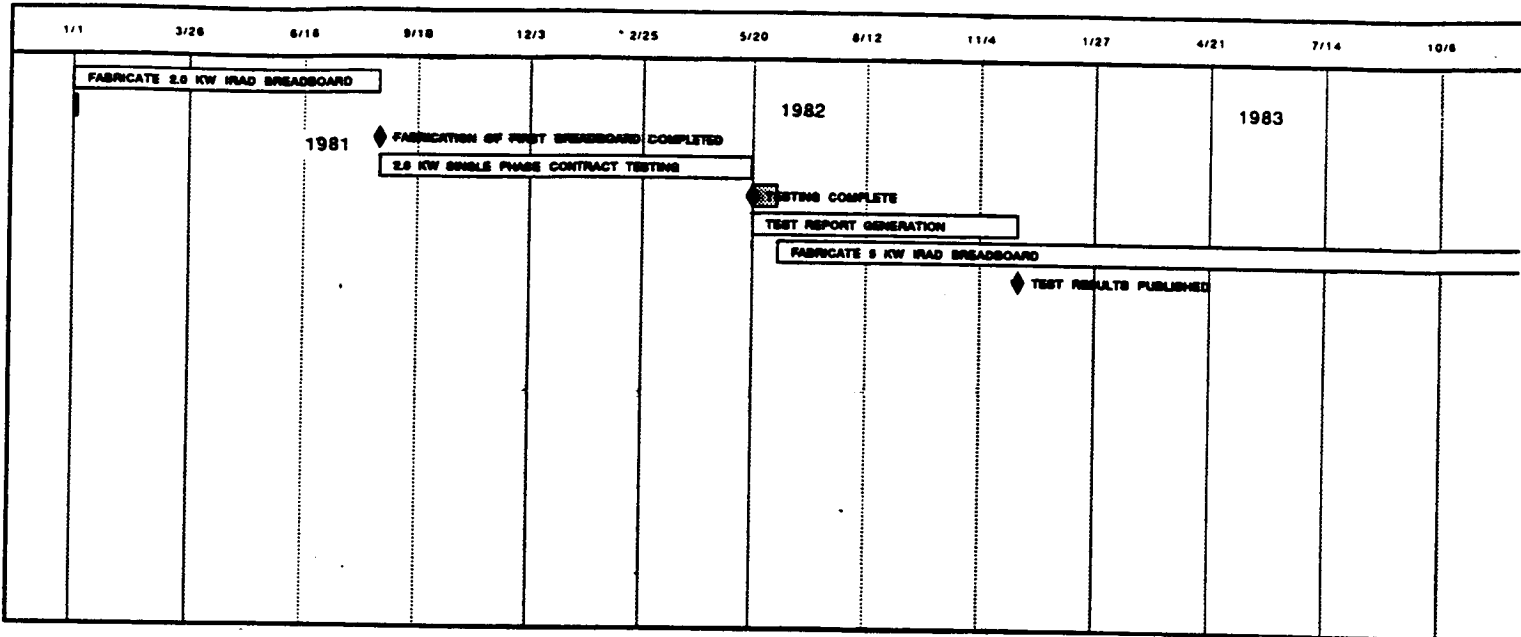 1/1 3/26 6/18 9/18 12/3 2/25 5/20 8/12 11/4 1/27 4/21 7/14 10/6
FABRICATE 2.0 KW IRAD BREADBOARD
1982
1983
1981
FABRICATION OF FIRST BREADBOARD COMPLETED
2.0 KW SINGLE PHASE CONTRACT TESTING
TESTING COMPLETE
TEST REPORT GENERATION
FABRICATE 5 KW IRAD BREADBOARD
TEST RESULTS PUBLISHED